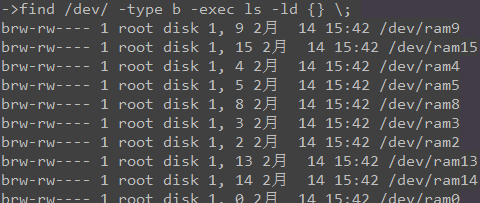 ->find /dev/ -type b -exec ls -ld {} \;
brw-rw---- 1 root disk 1, 9 2月  14 15:42 /dev/ram9
brw-rw---- 1 root disk 1, 15 2月  14 15:42 /dev/ram15
brw-rw---- 1 root disk 1, 4 2月  14 15:42 /dev/ram4
brw-rw---- 1 root disk 1, 5 2月  14 15:42 /dev/ram5
brw-rw---- 1 root disk 1, 8 2月  14 15:42 /dev/ram8
brw-rw---- 1 root disk 1, 3 2月  14 15:42 /dev/ram3
brw-rw---- 1 root disk 1, 2 2月  14 15:42 /dev/ram2
brw-rw---- 1 root disk 1, 13 2月  14 15:42 /dev/ram13
brw-rw---- 1 root disk 1, 14 2月  14 15:42 /dev/ram14
brw-rw---- 1 root disk 1, 0 2月  14 15:42 /dev/ram0